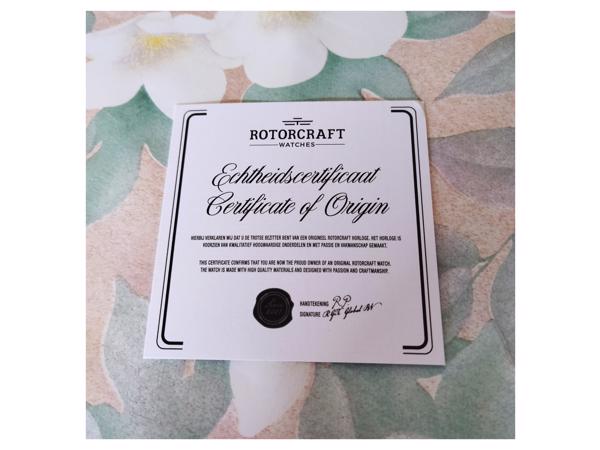 ROTORCRAFT
WATCHES
Echtheidscertificaat
Certificate of Origin
HIERBIJ VERKLAREN WIJ DAT U DE TROTSE BEZITTER BENT VAN EEN ORIGINEEL ROTORCRAFT HORLOGE. HET HORLOGE IS
VOORZIEN VAN KWALITATIEF HOOGWAARDIGE ONDERDELEN EN MET PASSIE EN VAKMANSCHAP GEMAAKT.
THIS CERTIFICATE CONFIRMS THAT YOU ARE NOW THE PROUD OWNER OF AN ORIGINAL ROTORCRAFT WATCH.
THE WATCH IS MADE WITH HIGH QUALITY MATERIALS AND DESIGNED WITH PASSION AND CRAFTMANSHIP.
HANDTEKENING
SIGNATURE